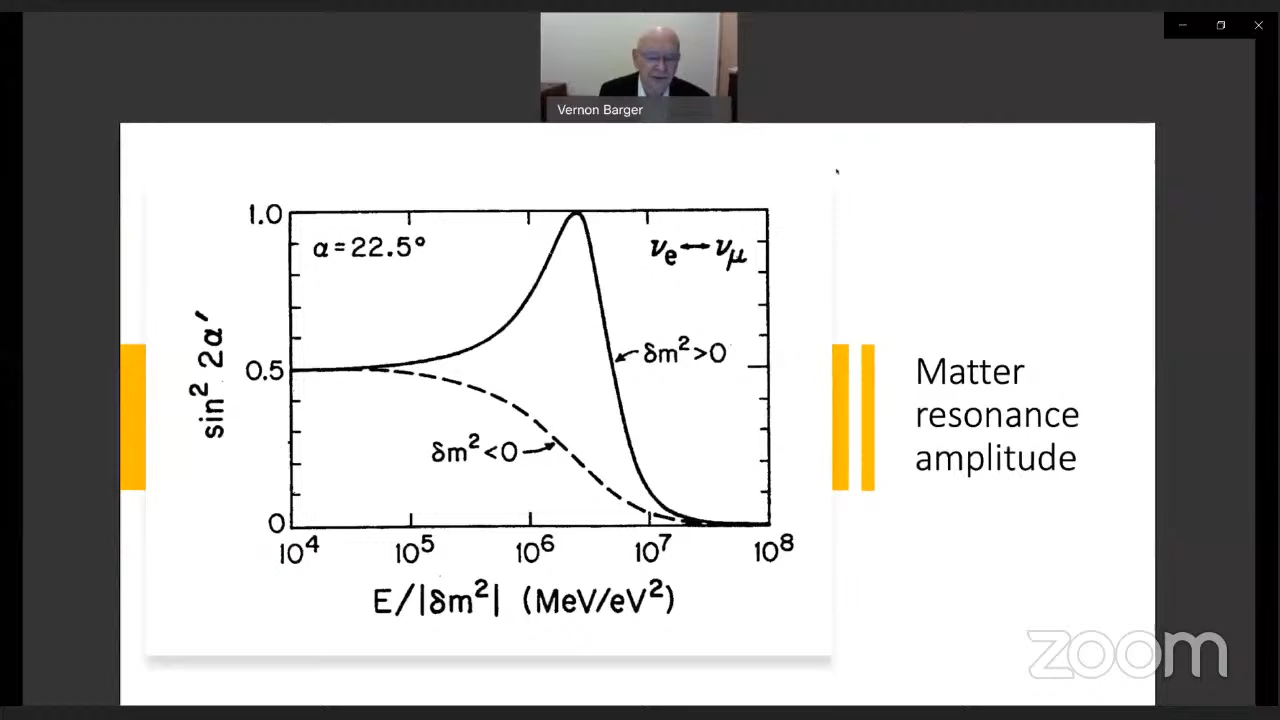 Vernon Barger
1.0
α = 22.5°
νe ↔ νμ
sin² 2α′
0.5
δm² > 0
δm² < 0
0
10⁴ 10⁵ 10⁶ 10⁷ 10⁸
E/|δm²| (MeV/eV²)
Matter
resonance
amplitude
zoom